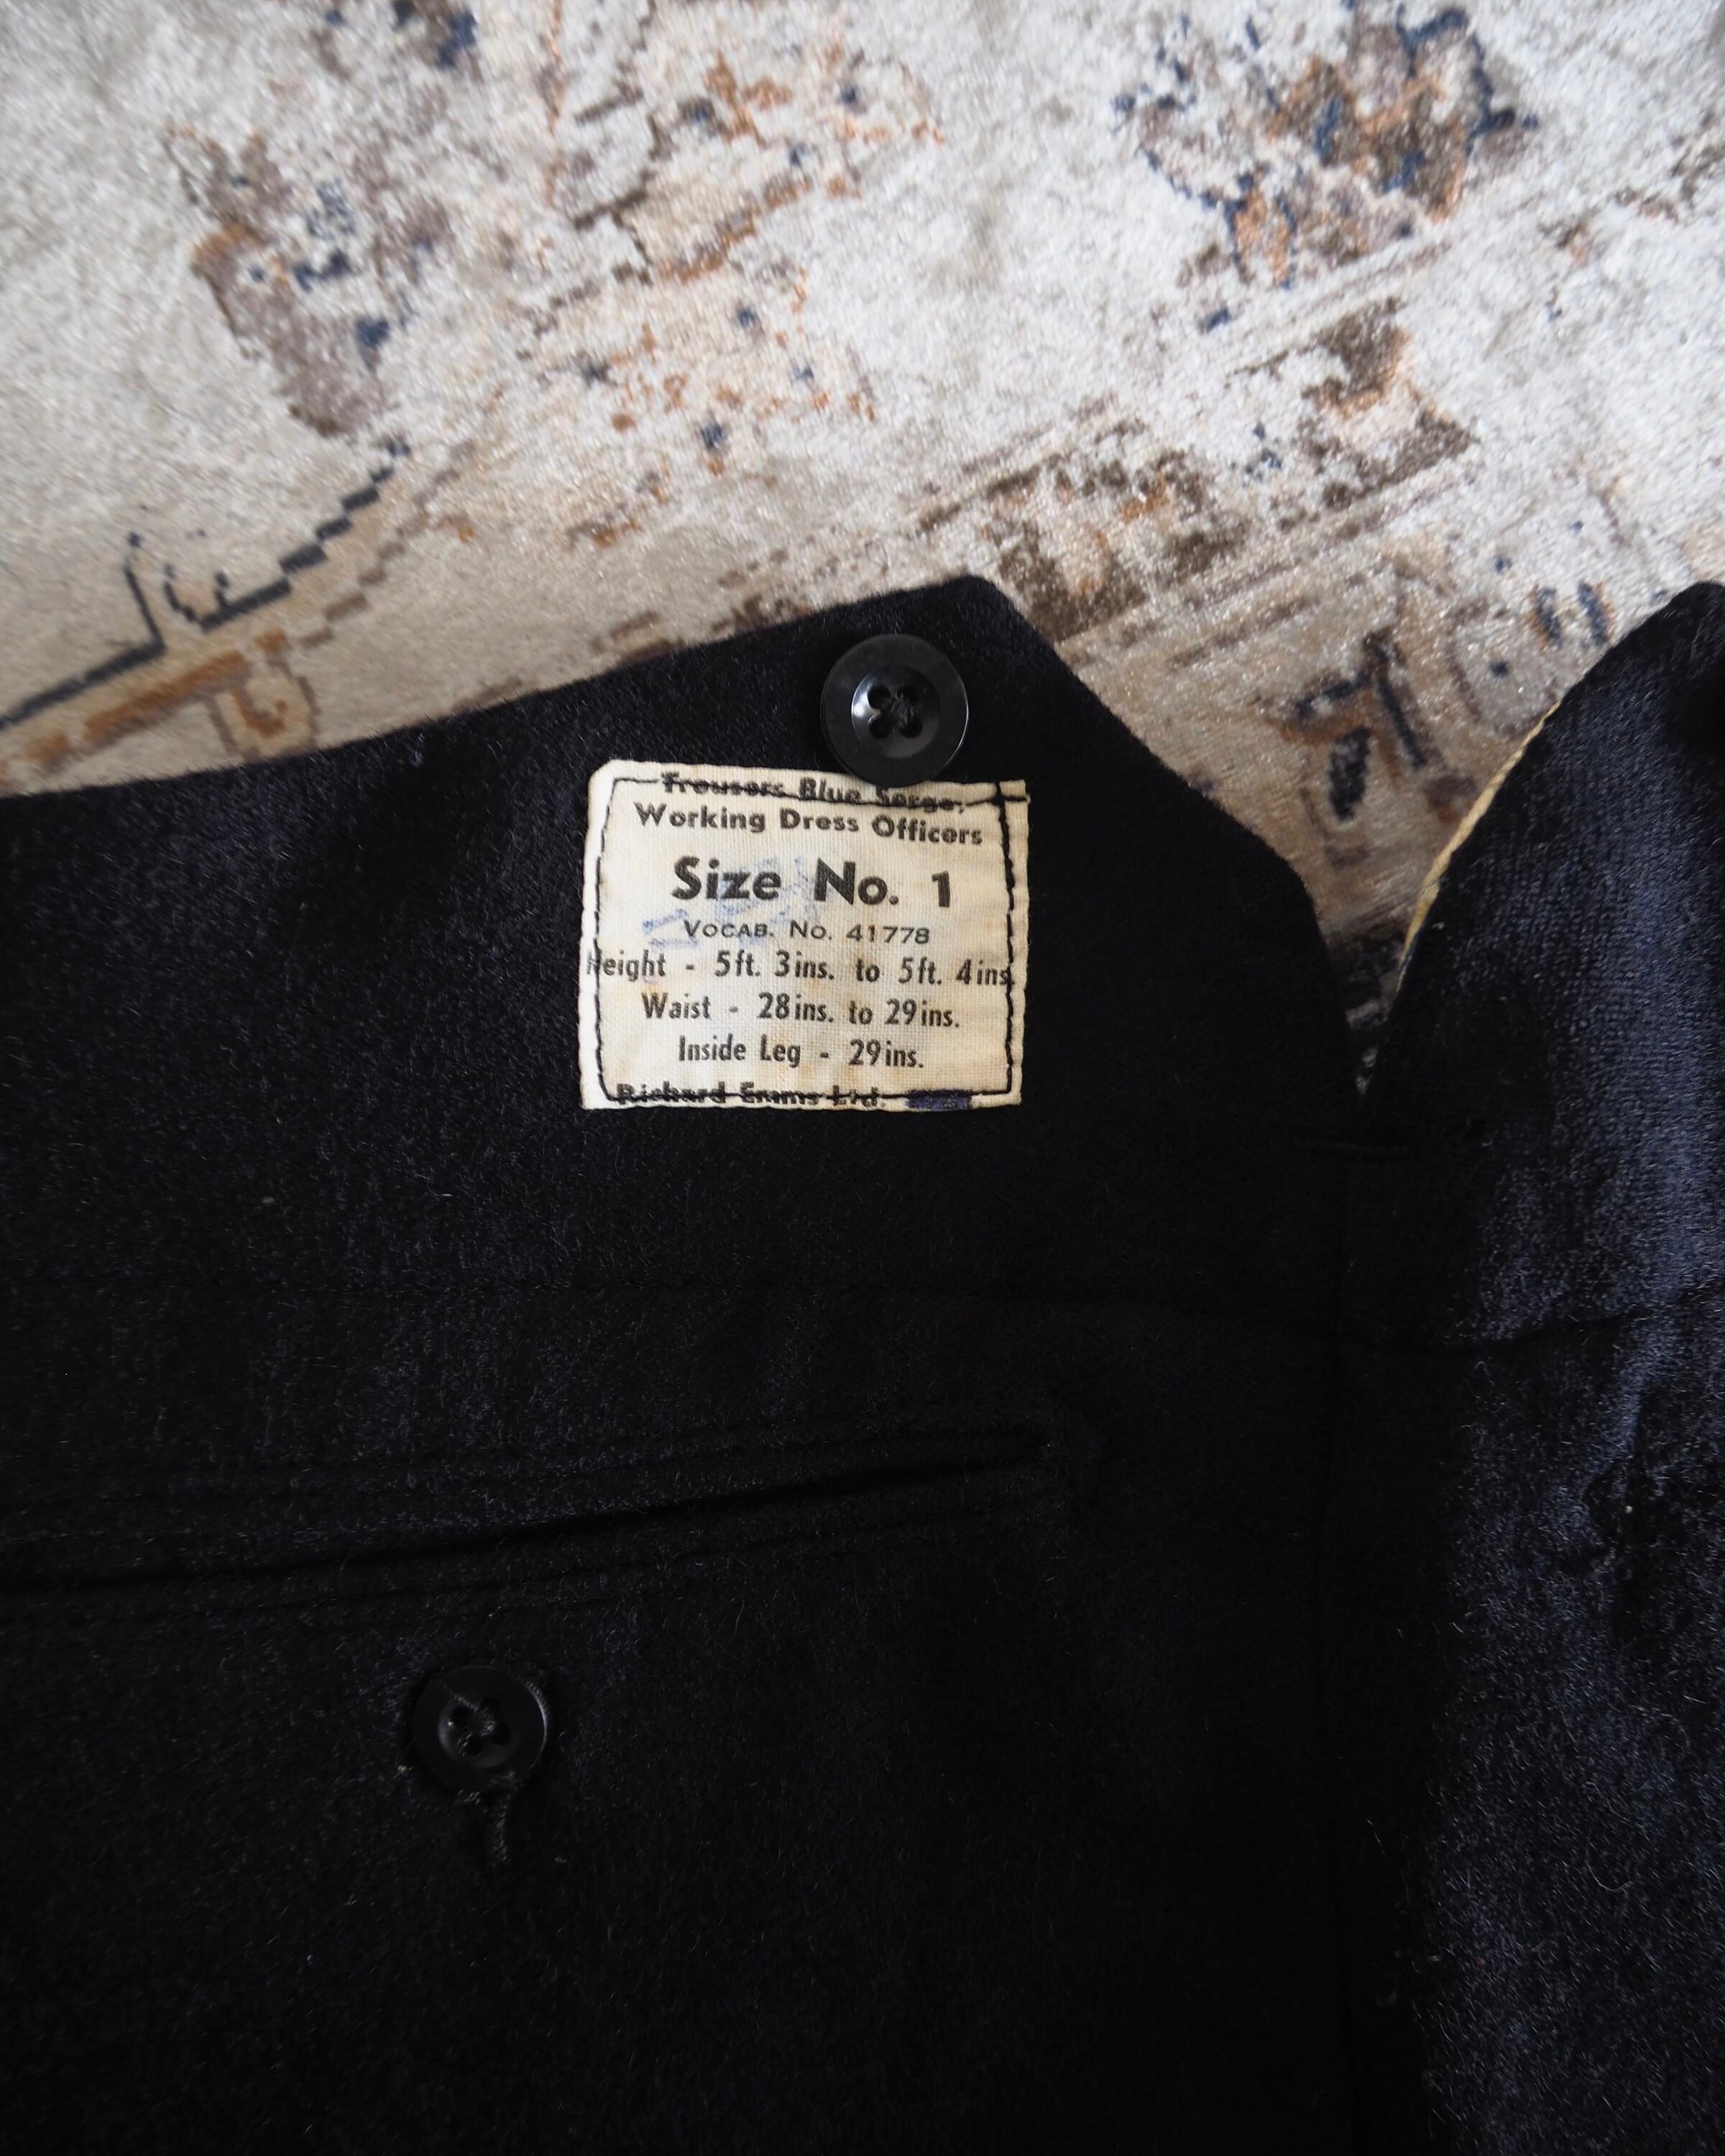 Trousers Blue Serge,
Working Dress Officers
Size No. 1
VOCAB. No. 41778
Height - 5ft. 3ins. to 5ft. 4ins.
Waist - 28ins. to 29ins.
Inside Leg - 29ins.
Richard Emms Ltd.